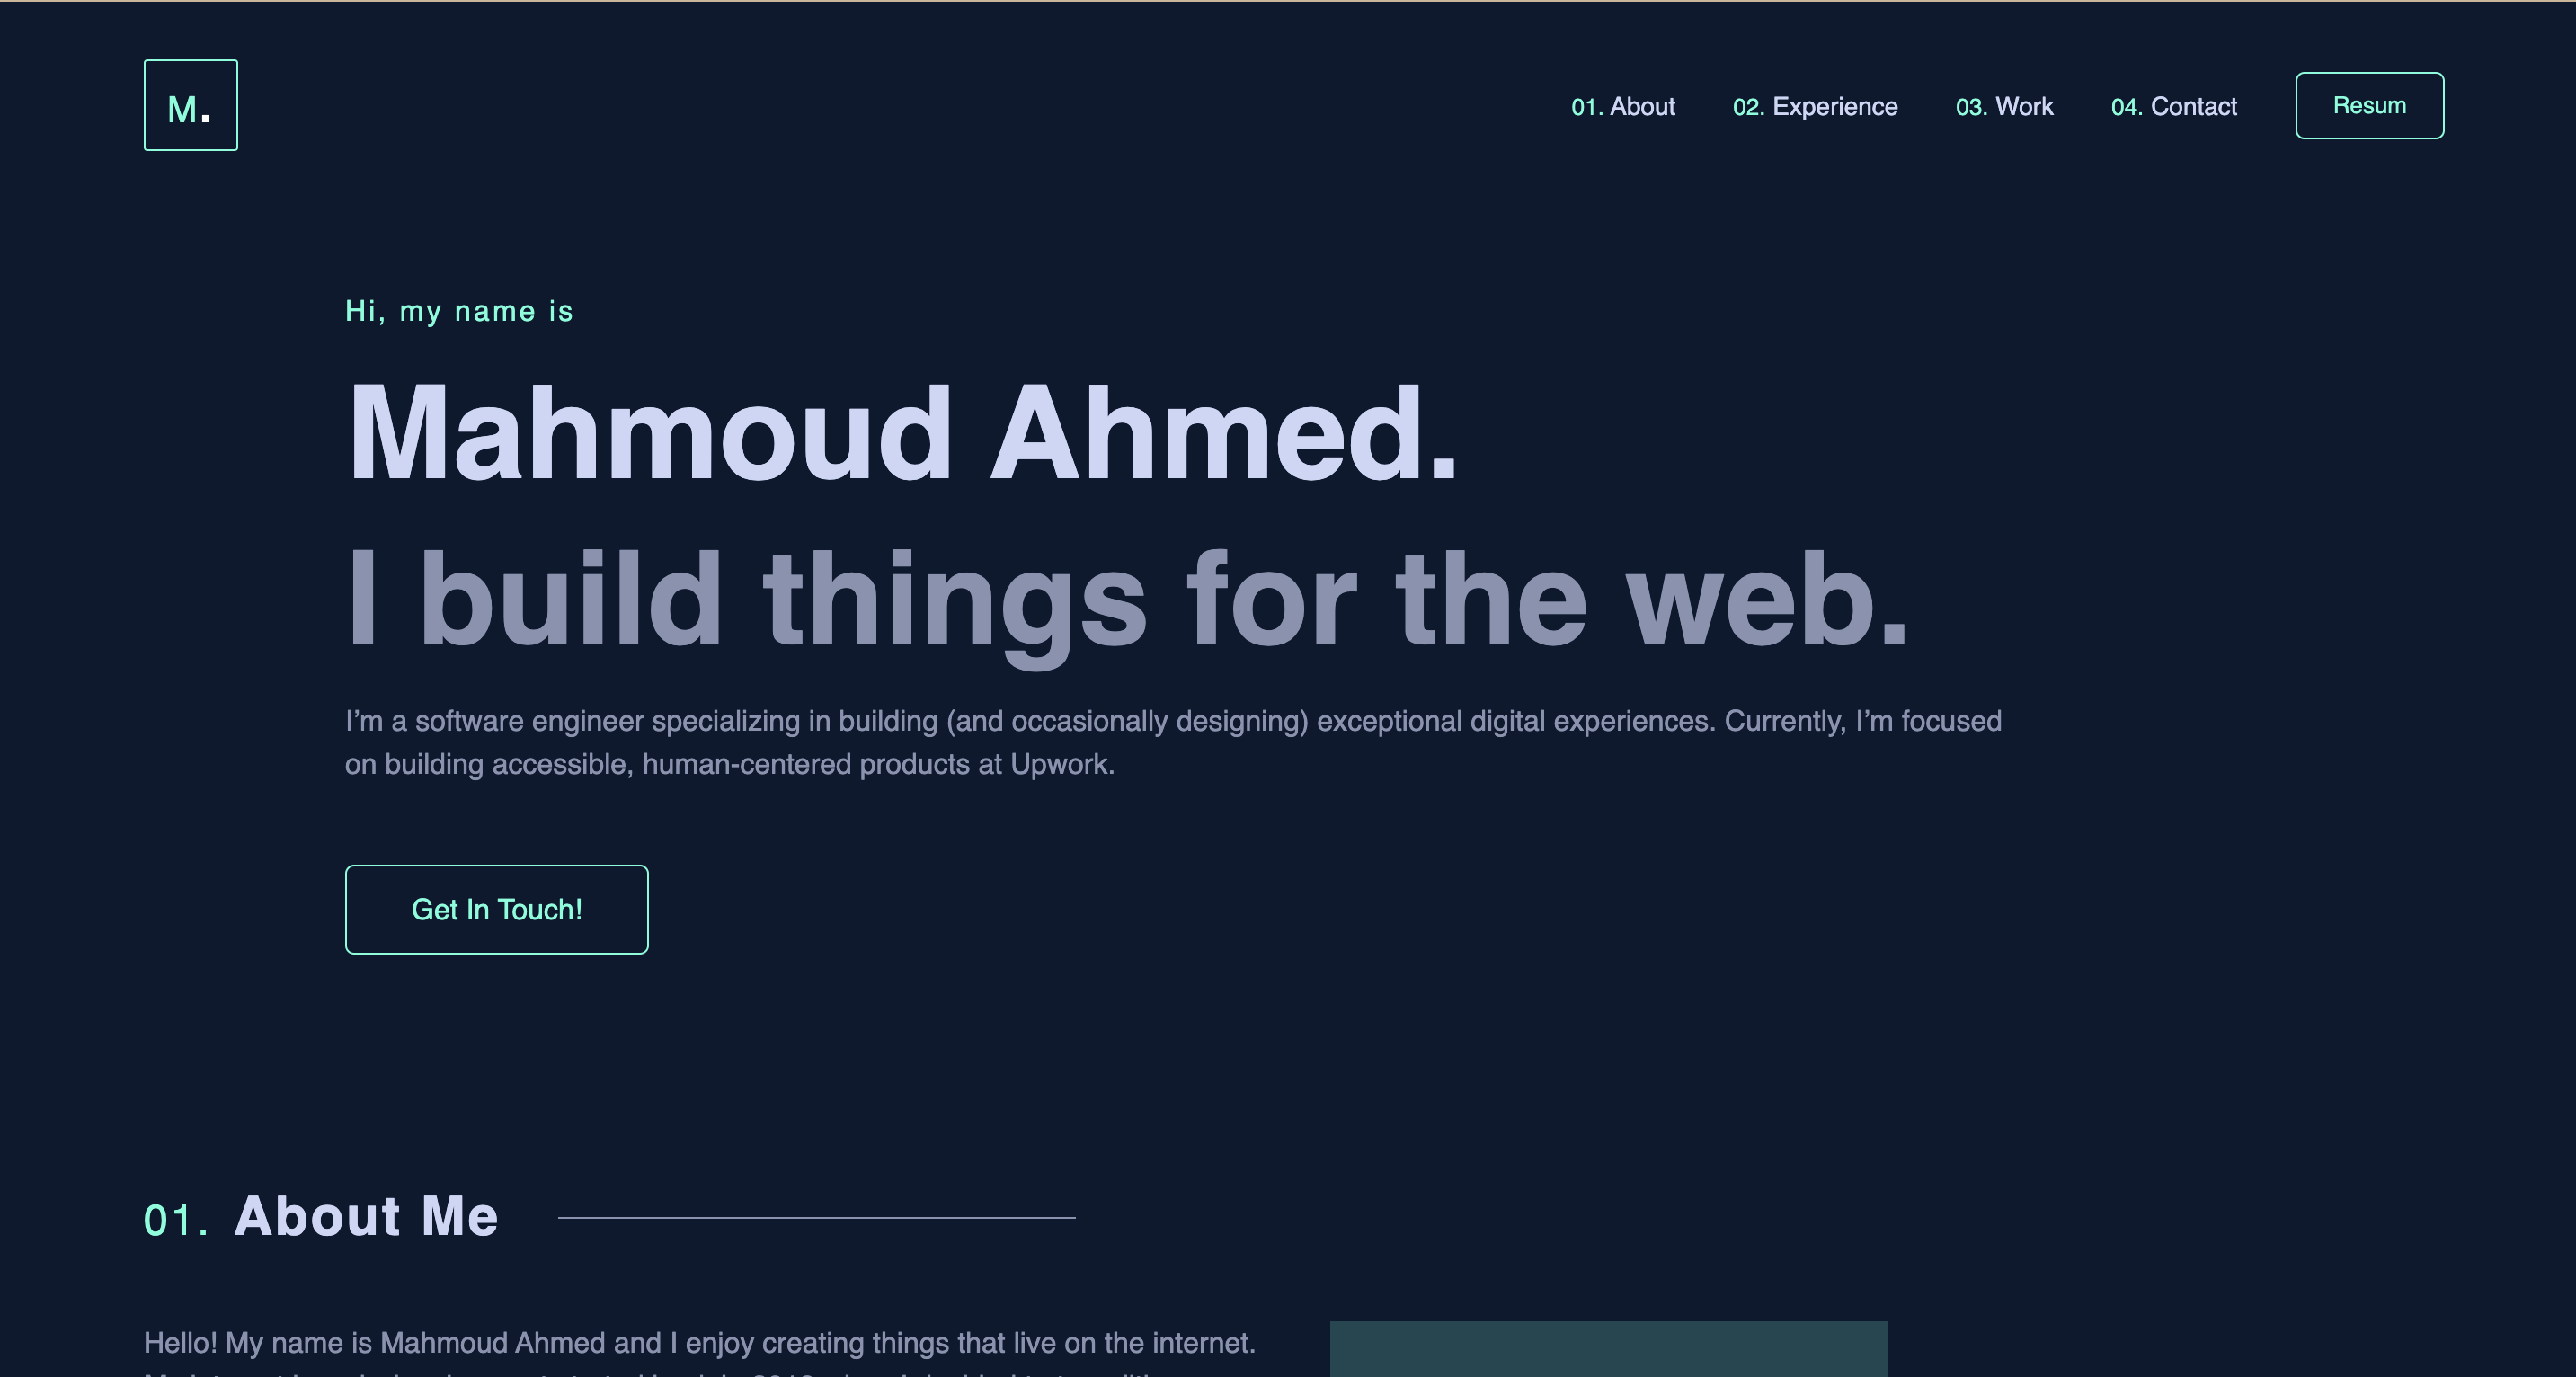 M.
01. About 02. Experience 03. Work 04. Contact Resum
Hi, my name is
Mahmoud Ahmed.
I build things for the web.
I’m a software engineer specializing in building (and occasionally designing) exceptional digital experiences. Currently, I’m focused
on building accessible, human-centered products at Upwork.
Get In Touch!
01. About Me
Hello! My name is Mahmoud Ahmed and I enjoy creating things that live on the internet.